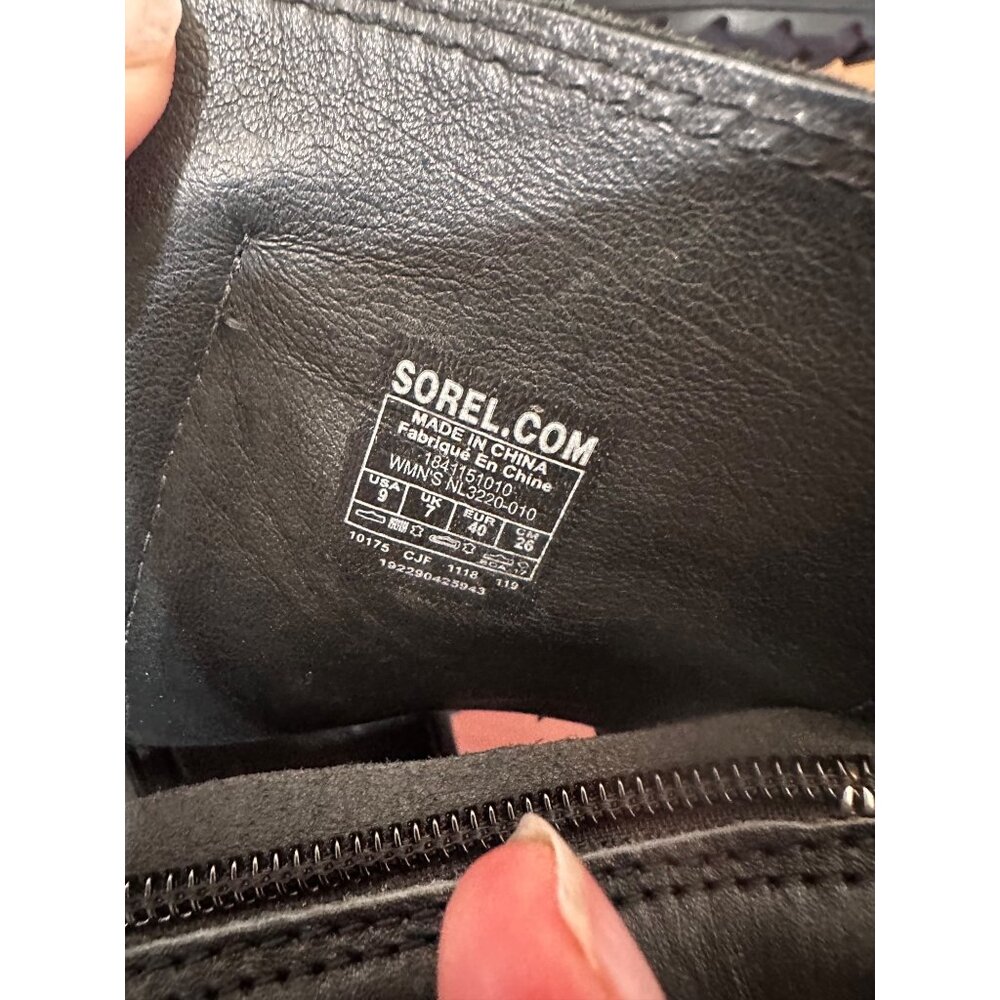 SOREL.COM
MADE IN CHINA
Fabriqué En Chine
1841151010
WMN'S NL3220-010
USA UK EUR CM
9 7 40 26
10175 CJF 1118 119
192290425943